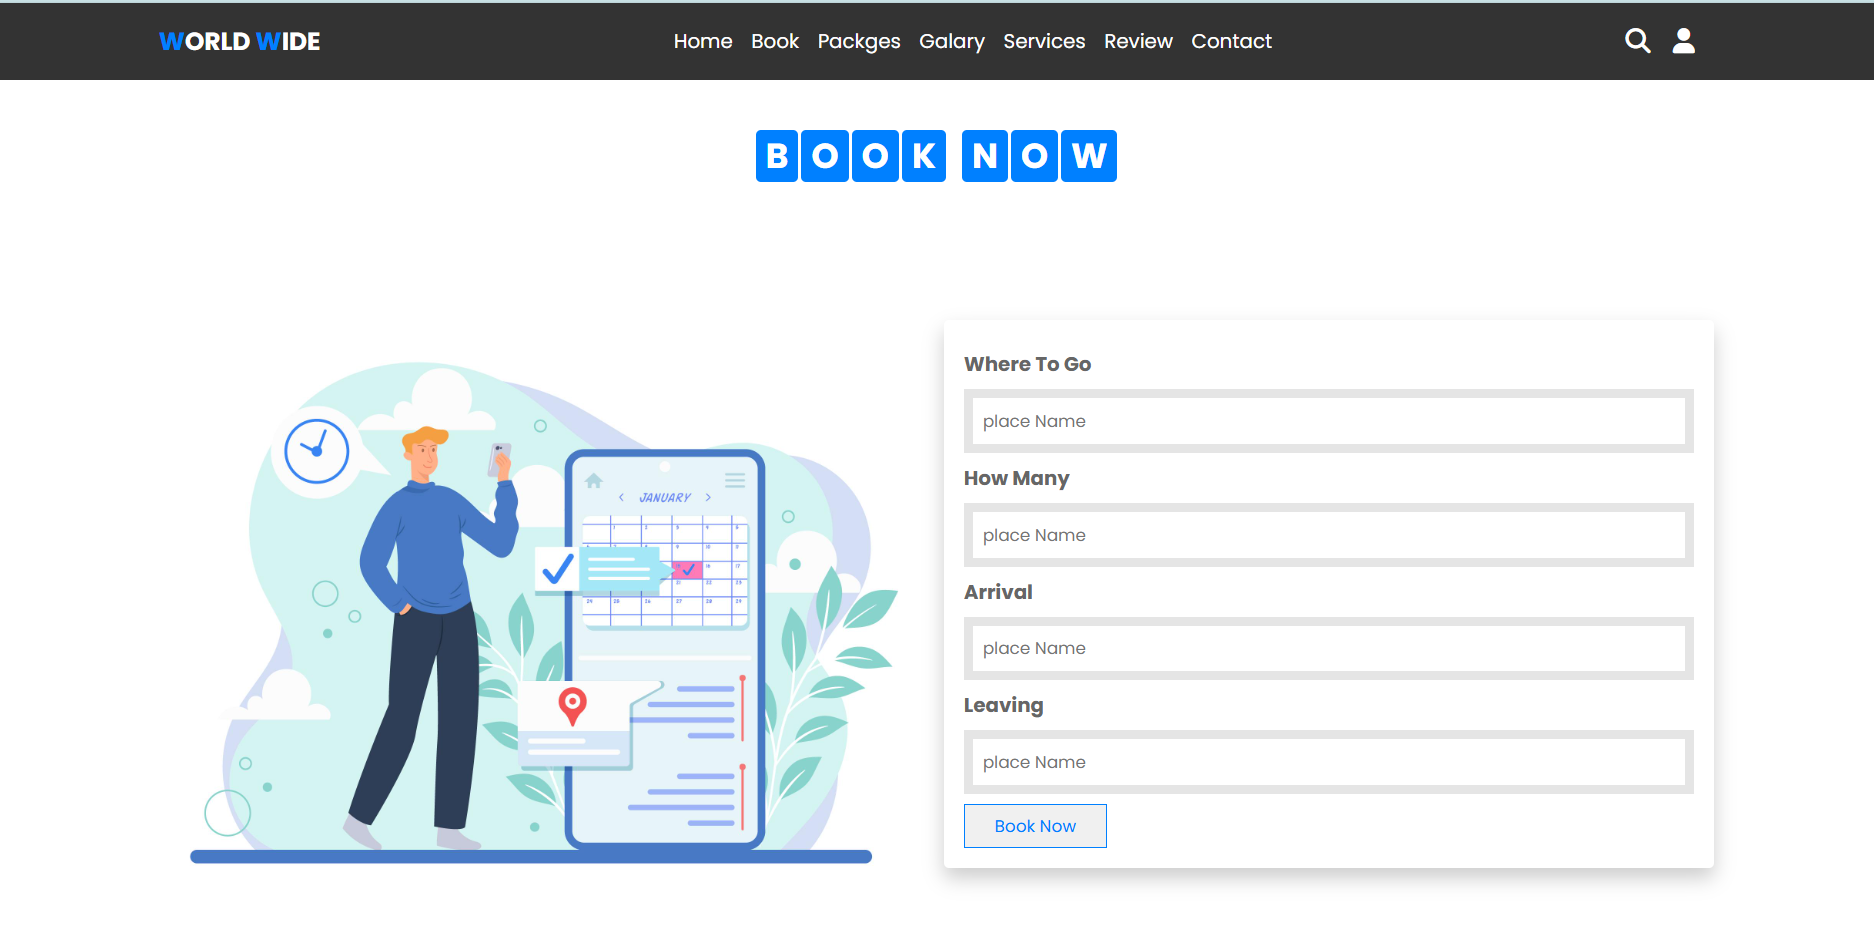 WORLD WIDE
Home Book Packges Galary Services Review Contact
BOOK NOW
JANUARY
Where To Go
place Name
How Many
place Name
Arrival
place Name
Leaving
place Name
Book Now